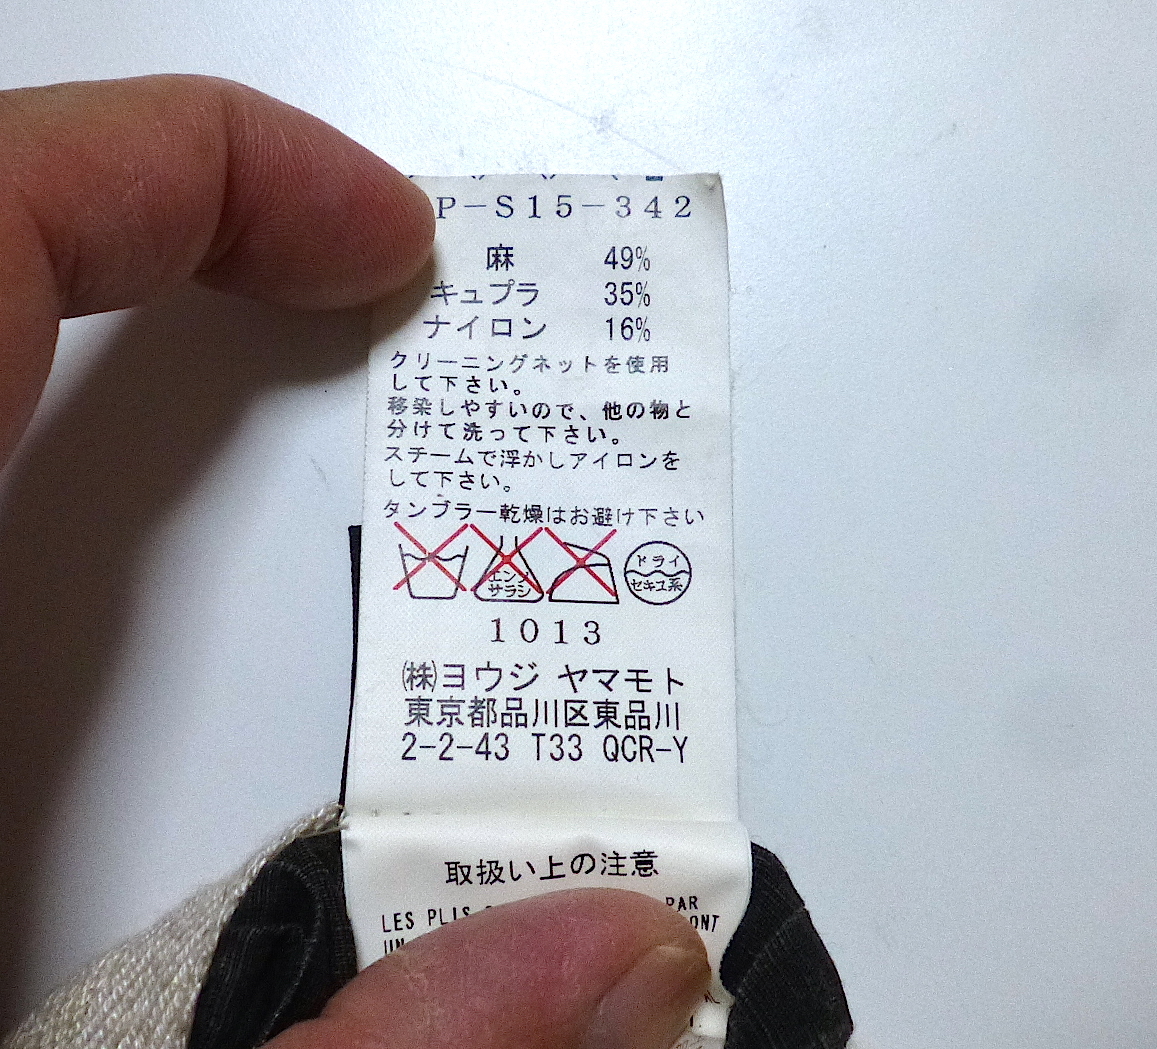 P-S15-342
麻 49%
キュプラ 35%
ナイロン 16%
クリーニングネットを使用
して下さい。
移染しやすいので、他の物と
分けて洗って下さい。
スチームで浮かしアイロンを
して下さい。
タンブラー乾燥はお避け下さい
エンソ
サラシ
ドライ
セキユ系
1013
㈱ヨウジ ヤマモト
東京都品川区東品川
2-2-43 T33 QCR-Y
取扱い上の注意
LES PLIS PAR
UN